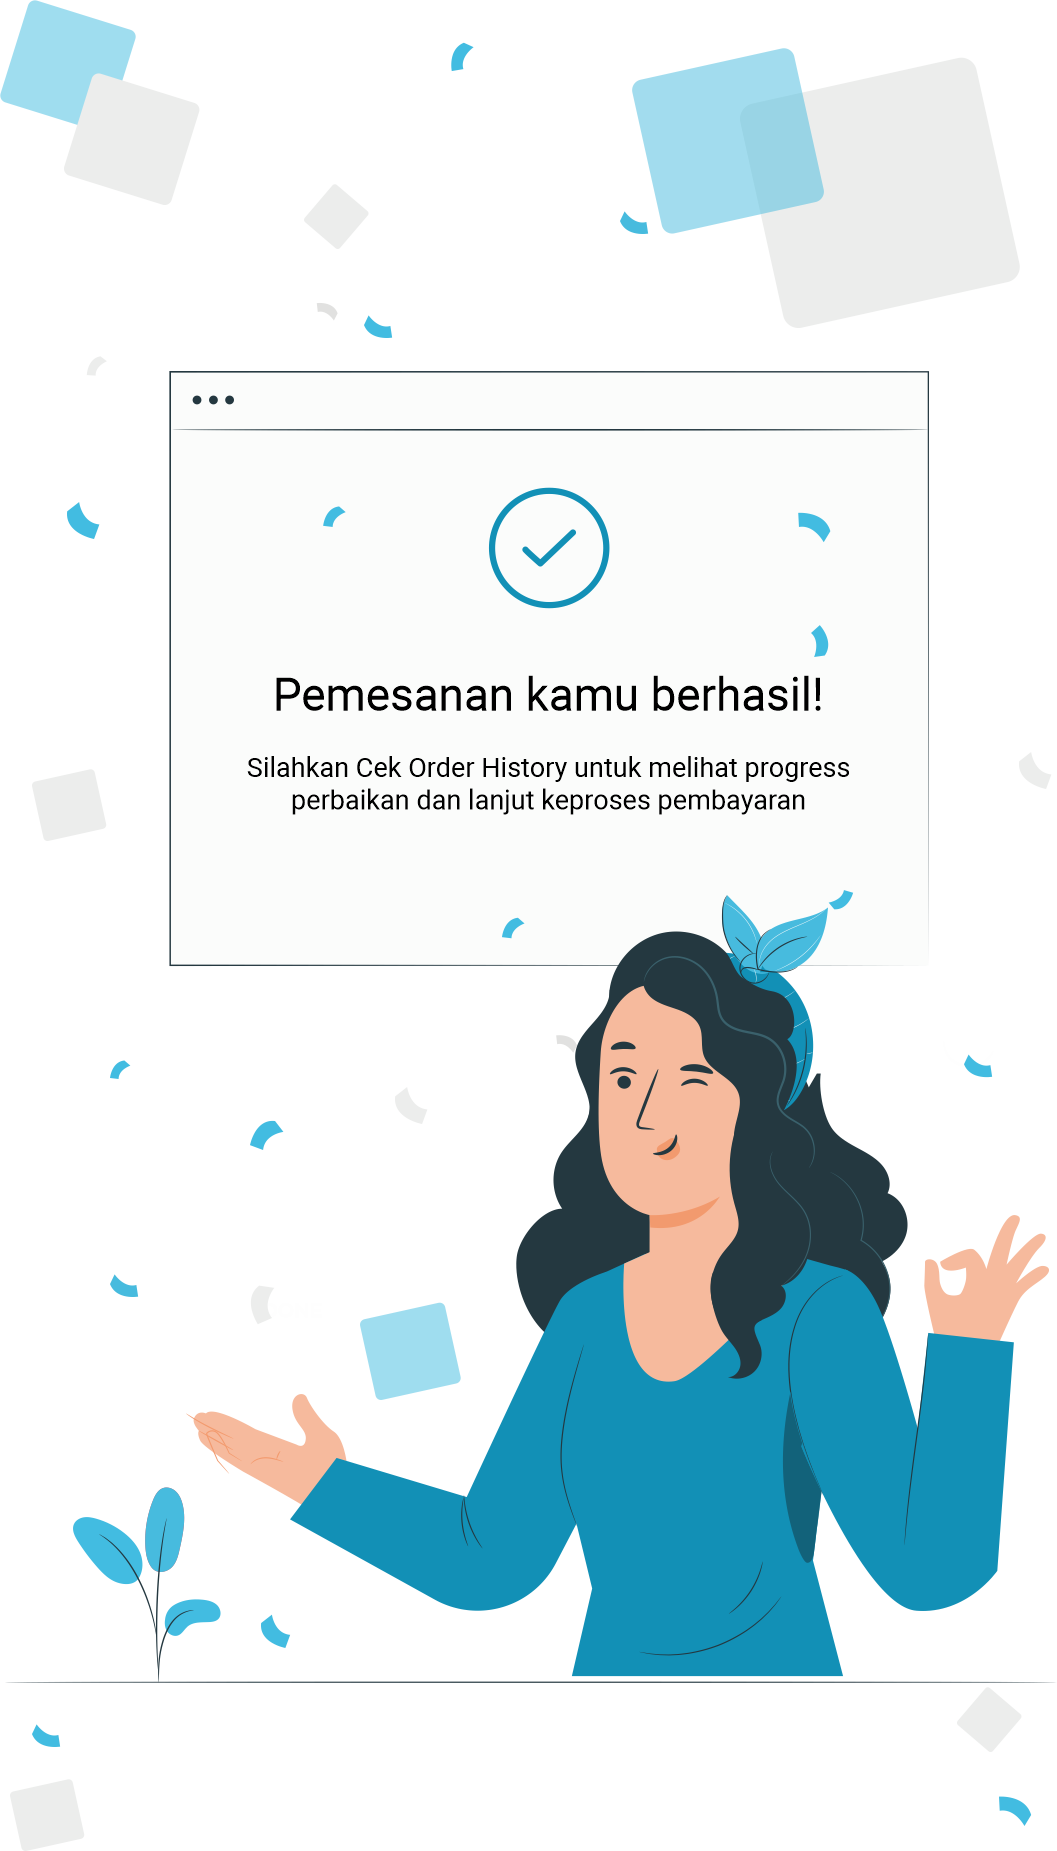 Pemesanan kamu berhasil!
Silahkan Cek Order History untuk melihat progress
perbaikan dan lanjut keproses pembayaran